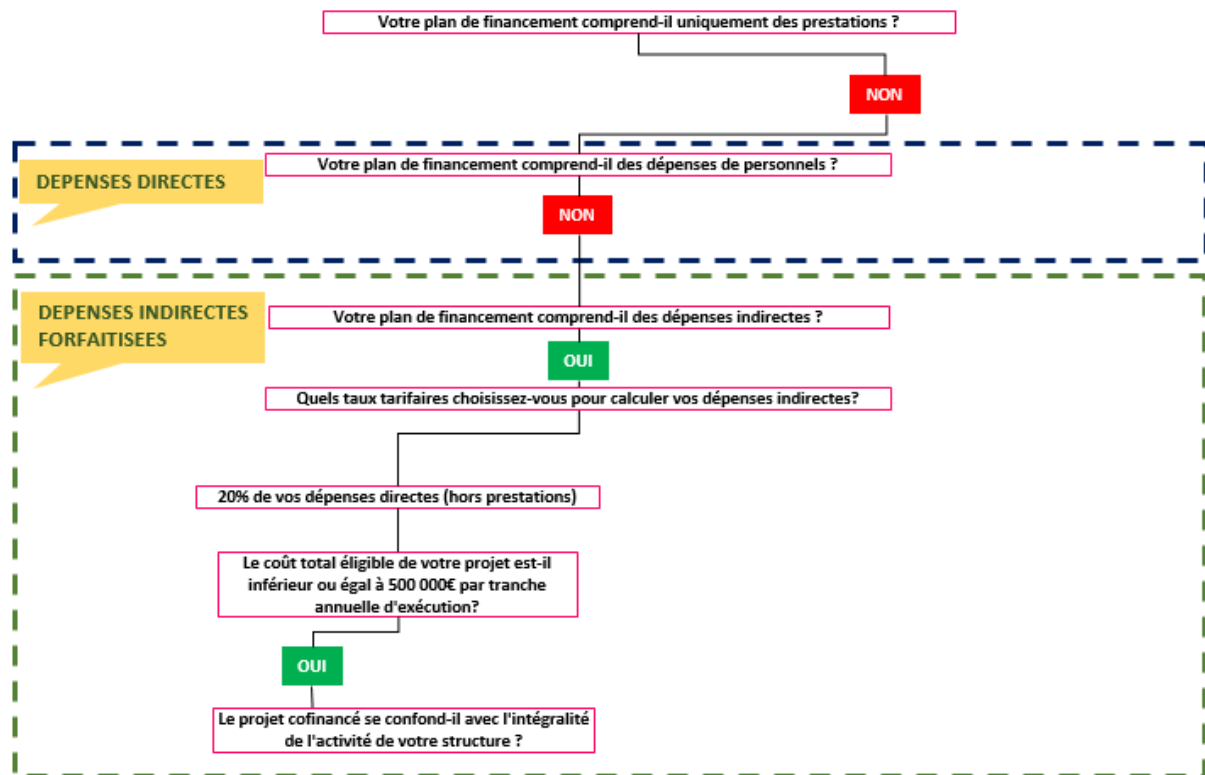 Votre plan de financement comprend-il uniquement des prestations ?
NON
Votre plan de financement comprend-il des dépenses de personnels ?
DEPENSES DIRECTES
NON
DEPENSES INDIRECTES
FORFAITISEES
Votre plan de financement comprend-il des dépenses indirectes ?
OUI
Quels taux tarifaires choisissez-vous pour calculer vos dépenses indirectes?
20% de vos dépenses directes (hors prestations)
Le coût total éligible de votre projet est-il
inférieur ou égal à 500 000€ par tranche
annuelle d'exécution?
OUI
Le projet cofinancé se confond-il avec l'intégralité
de l'activité de votre structure ?